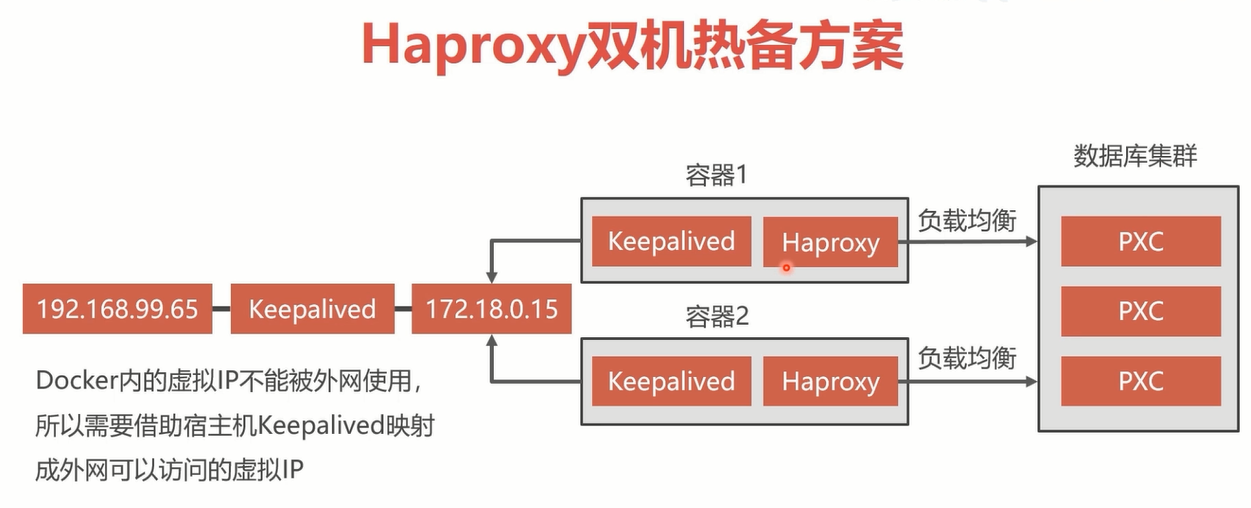 Haproxy双机热备方案
数据库集群
容器1
负载均衡
Keepalived
Haproxy
PXC
192.168.99.65
Keepalived
172.18.0.15
容器2
PXC
负载均衡
Keepalived
Haproxy
PXC
Docker内的虚拟IP不能被外网使用，
所以需要借助宿主机Keepalived映射
成外网可以访问的虚拟IP